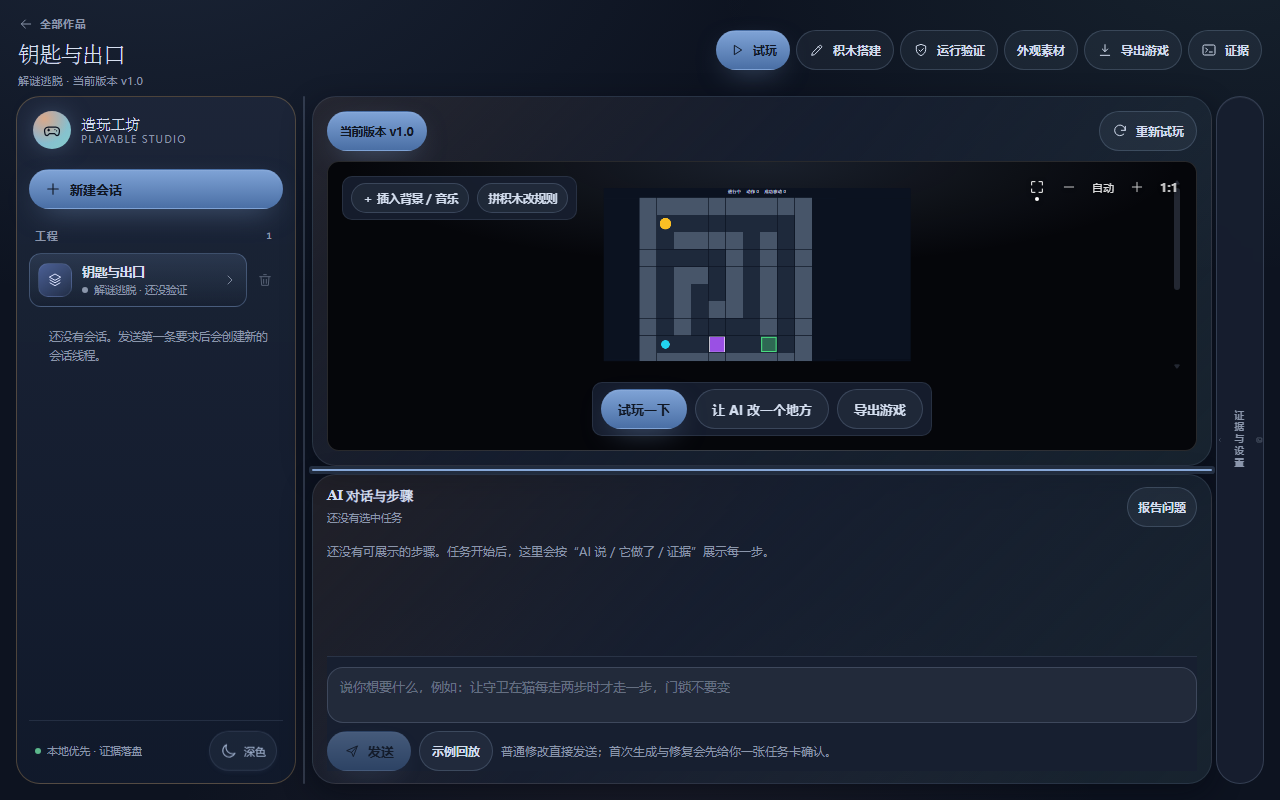 全部作品
钥匙与出口
解谜逃脱 · 当前版本 v1.0
试玩
积木搭建
运行验证
外观素材
导出游戏
证据
造玩工坊
PLAYABLE STUDIO
新建会话
工程
1
钥匙与出口
解谜逃脱 · 还没验证
还没有会话。发送第一条要求后会创建新的
会话线程。
本地优先 · 证据落盘
深色
当前版本 v1.0
重新试玩
+ 插入背景 / 音乐
拼积木改规则
自动
1:1
进行中 动作 0 成功推动 0
试玩一下
让 AI 改一个地方
导出游戏
AI 对话与步骤
还没有选中任务
报告问题
还没有可展示的步骤。任务开始后，这里会按“AI 说 / 它做了 / 证据”展示每一步。
说你想要什么，例如：让守卫在猫每走两步时才走一步，门锁不要变
发送
示例回放
普通修改直接发送；首次生成与修复会先给你一张任务卡确认。
证据与设置